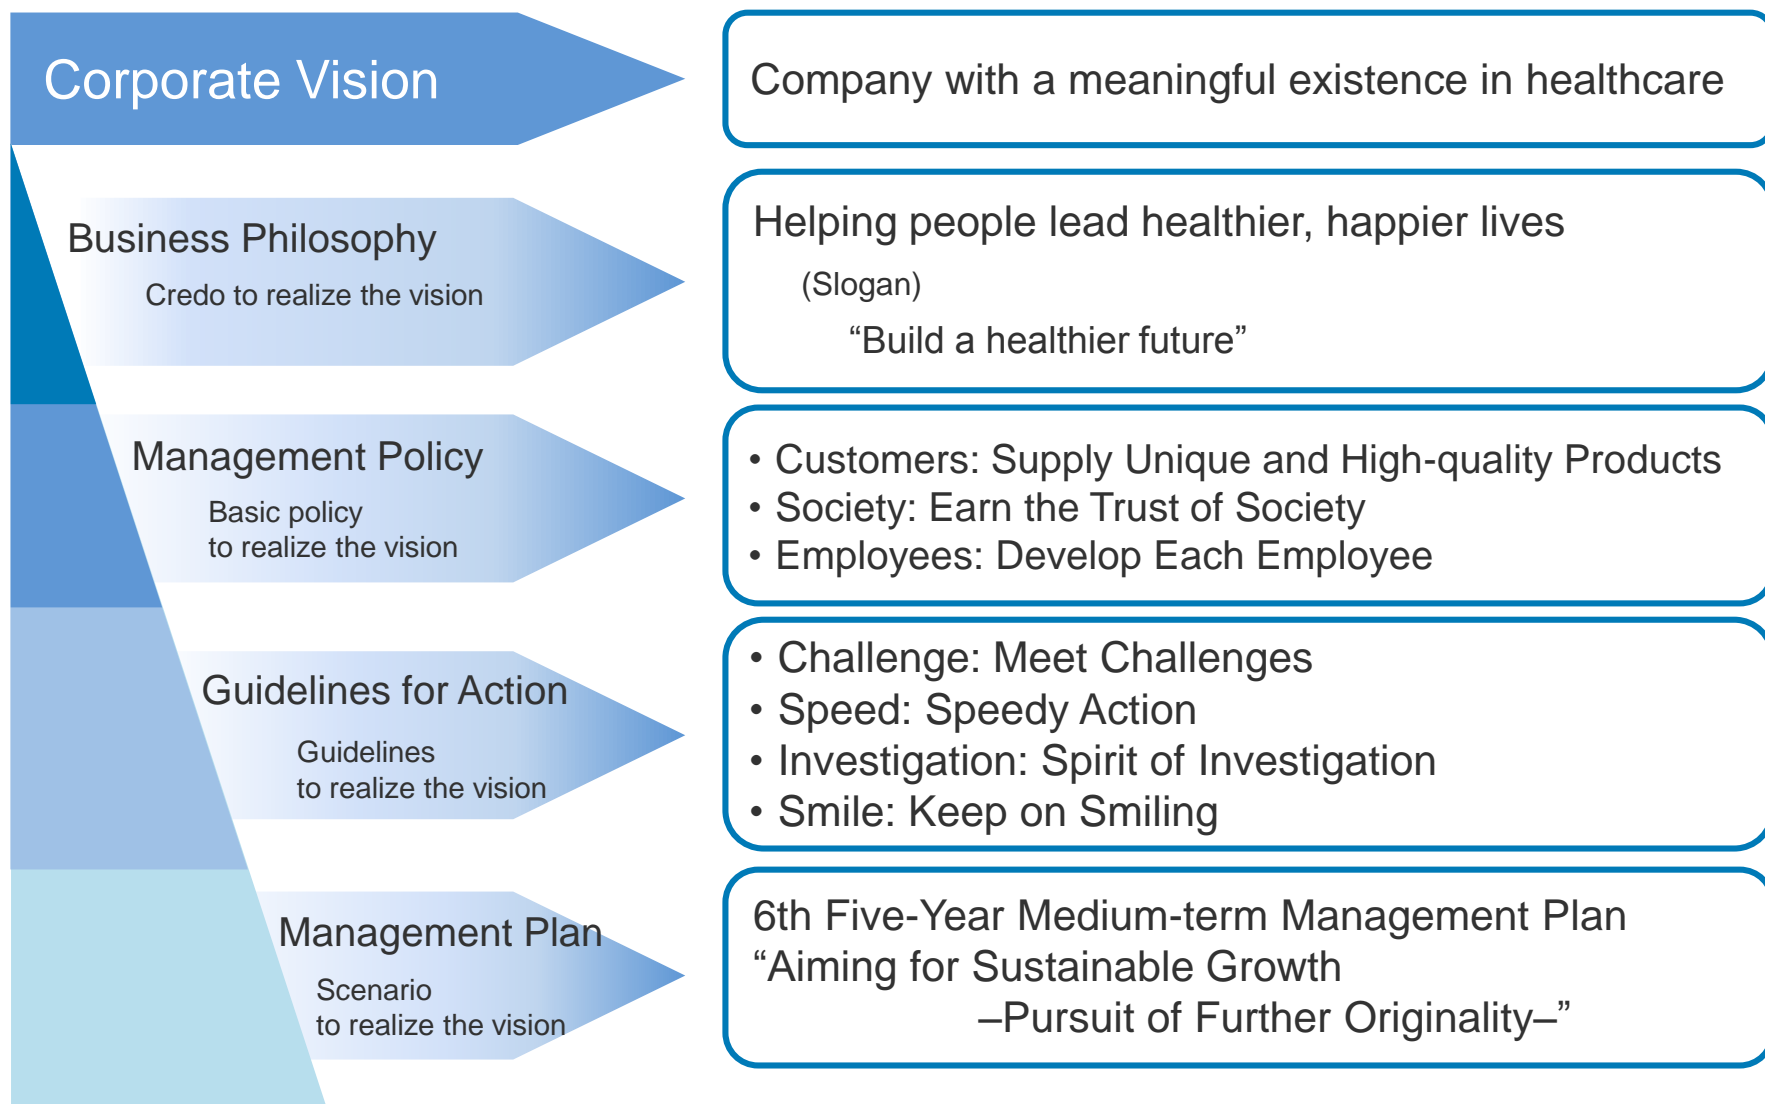 Corporate Vision
Company with a meaningful existence in healthcare
Business Philosophy
Credo to realize the vision
Helping people lead healthier, happier lives
(Slogan)
“Build a healthier future”
Management Policy
Basic policy
to realize the vision
• Customers: Supply Unique and High-quality Products
• Society: Earn the Trust of Society
• Employees: Develop Each Employee
Guidelines for Action
Guidelines
to realize the vision
• Challenge: Meet Challenges
• Speed: Speedy Action
• Investigation: Spirit of Investigation
• Smile: Keep on Smiling
Management Plan
Scenario
to realize the vision
6th Five-Year Medium-term Management Plan
“Aiming for Sustainable Growth
–Pursuit of Further Originality–”